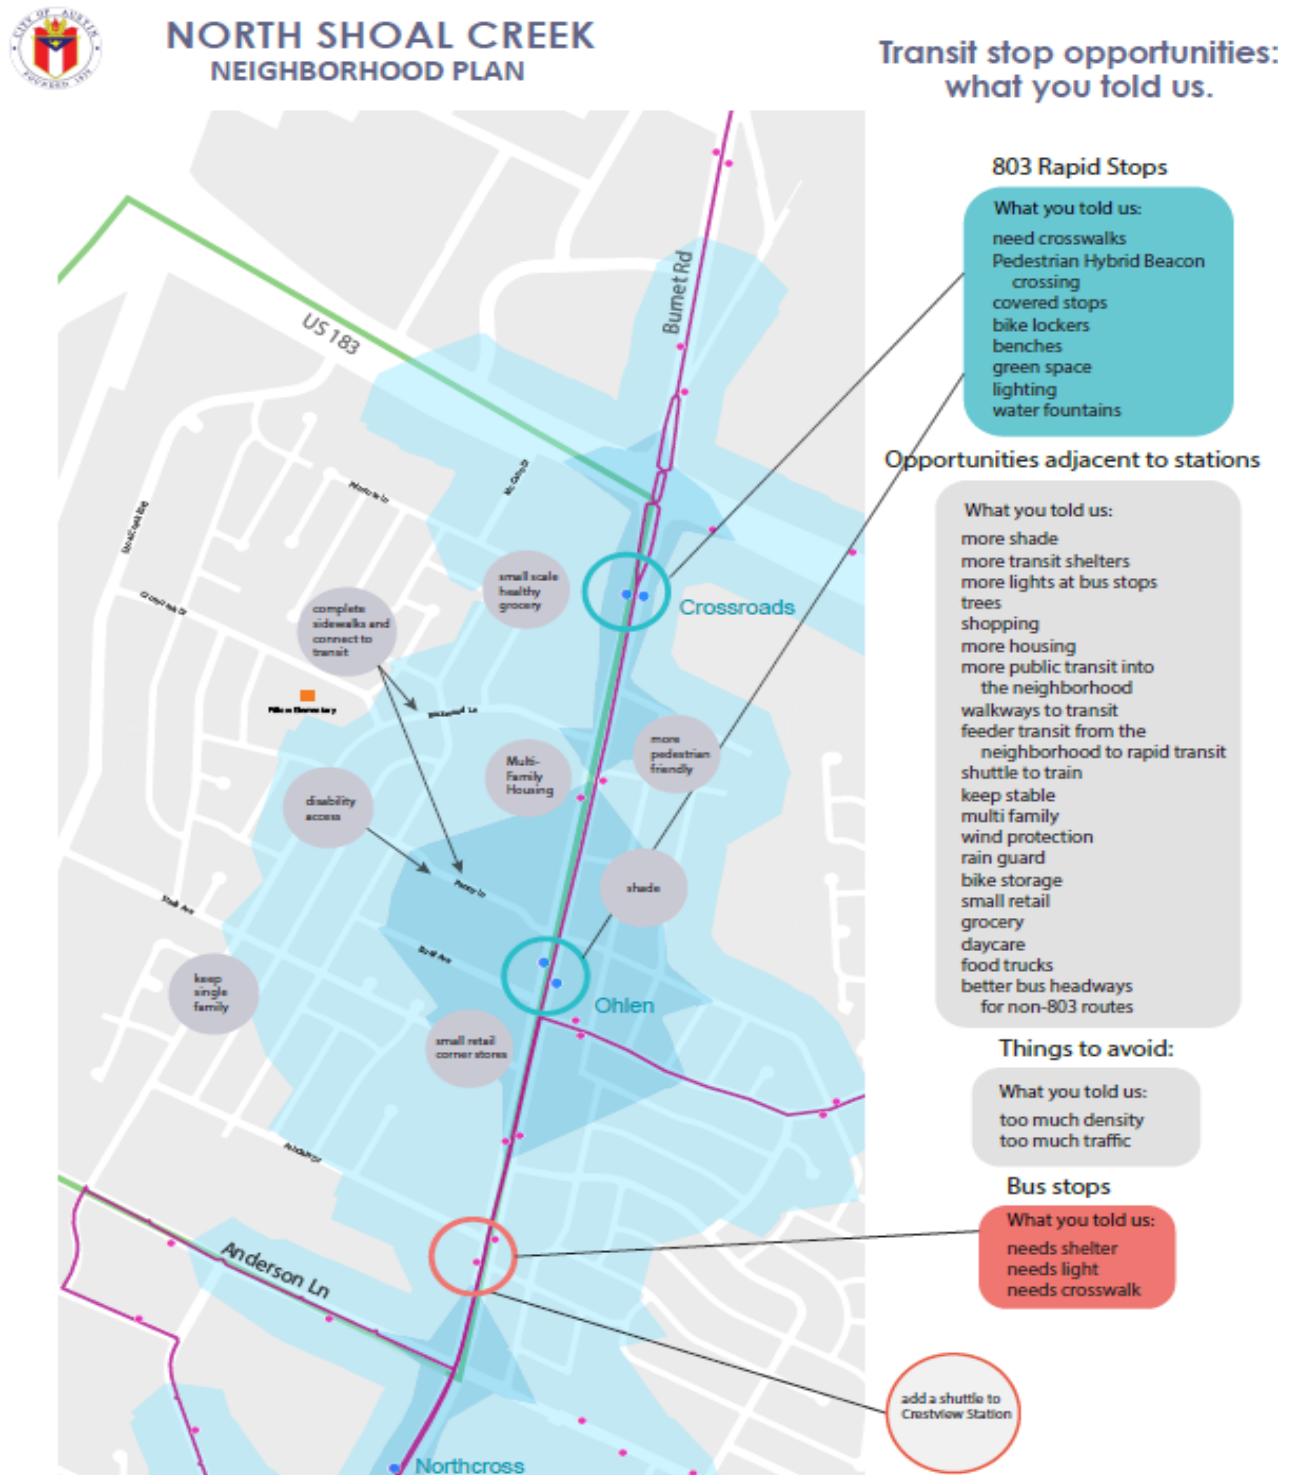 CITY OF AUSTIN
FOUNDED 1839
NORTH SHOAL CREEK
NEIGHBORHOOD PLAN
Transit stop opportunities:
what you told us.
US 183
Burnet Rd
small scale
healthy
grocery
complete
sidewalks and
connect to
transit
Crossroads
Multi-
Family
Housing
more
pedestrian
friendly
disability
access
shade
Steck Ave
keep
single
family
Ohlen
small retail
corner stores
Anderson Ln
Northcross
803 Rapid Stops
What you told us:
need crosswalks
Pedestrian Hybrid Beacon
crossing
covered stops
bike lockers
benches
green space
lighting
water fountains
Opportunities adjacent to stations
What you told us:
more shade
more transit shelters
more lights at bus stops
trees
shopping
more housing
more public transit into
the neighborhood
walkways to transit
feeder transit from the
neighborhood to rapid transit
shuttle to train
keep stable
multi family
wind protection
rain guard
bike storage
small retail
grocery
daycare
food trucks
better bus headways
for non-803 routes
Things to avoid:
What you told us:
too much density
too much traffic
Bus stops
What you told us:
needs shelter
needs light
needs crosswalk
add a shuttle to
Crestview Station